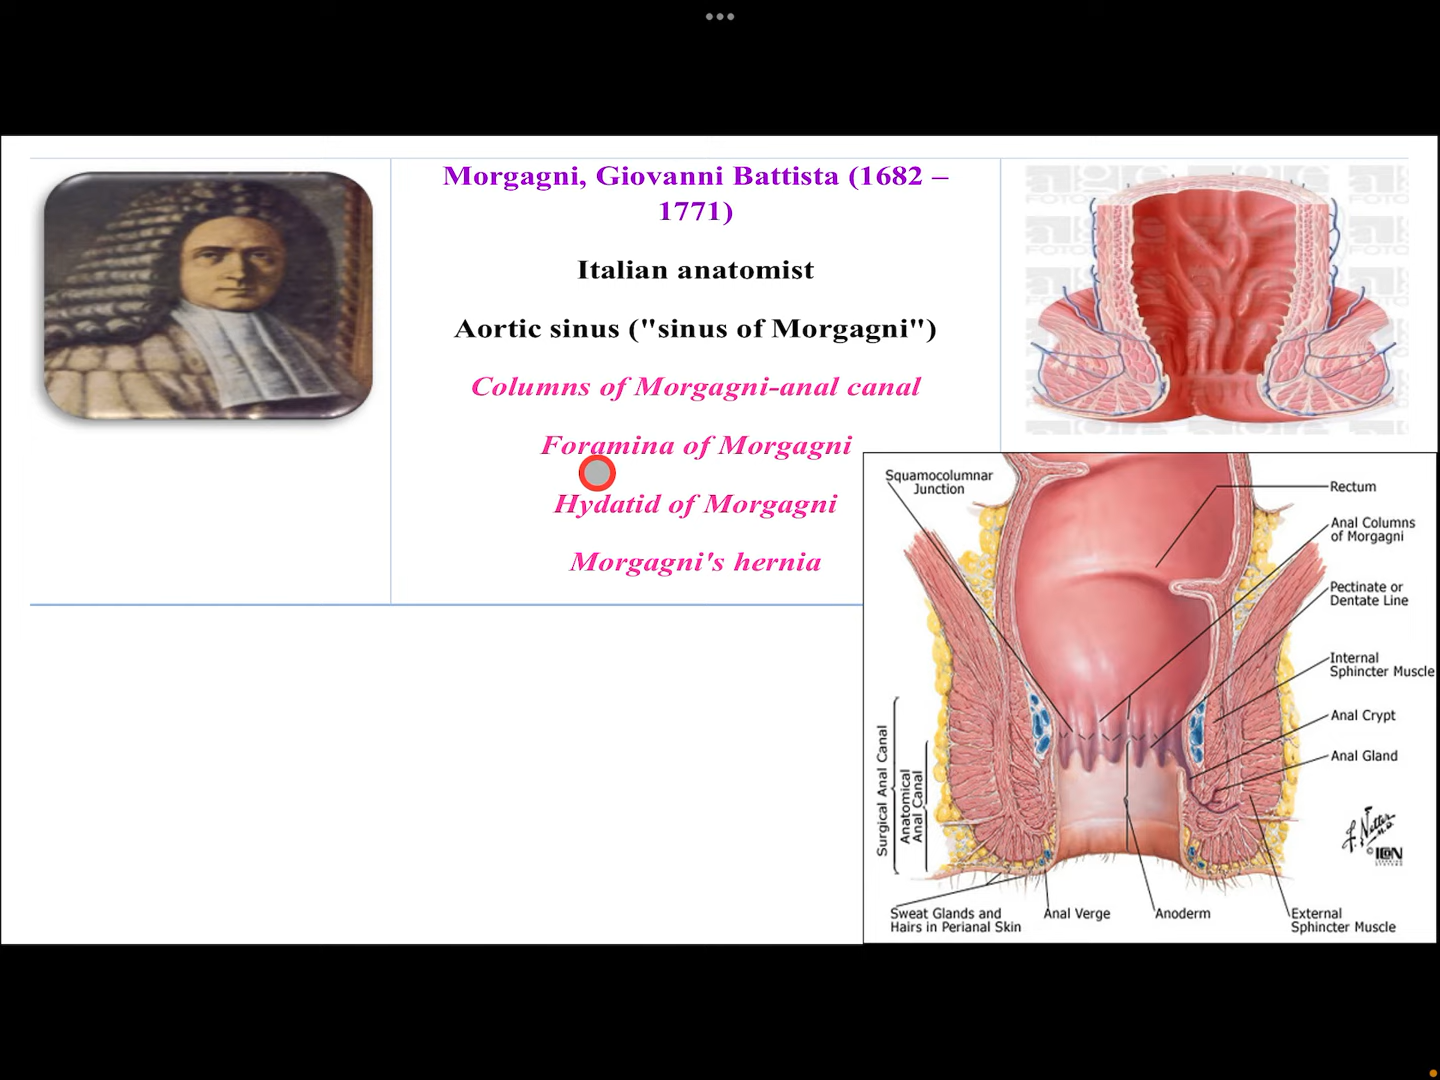 Morgagni, Giovanni Battista (1682 –
1771)
Italian anatomist
Aortic sinus ("sinus of Morgagni")
Columns of Morgagni-anal canal
Foramina of Morgagni
Hydatid of Morgagni
Morgagni's hernia
Squamocolumnar
Junction
Rectum
Anal Columns
of Morgagni
Pectinate or
Dentate Line
Internal
Sphincter Muscle
Anal Crypt
Anal Gland
Surgical Anal Canal
Anatomical
Anal Canal
Sweat Glands and
Hairs in Perianal Skin
Anal Verge
Anoderm
External
Sphincter Muscle